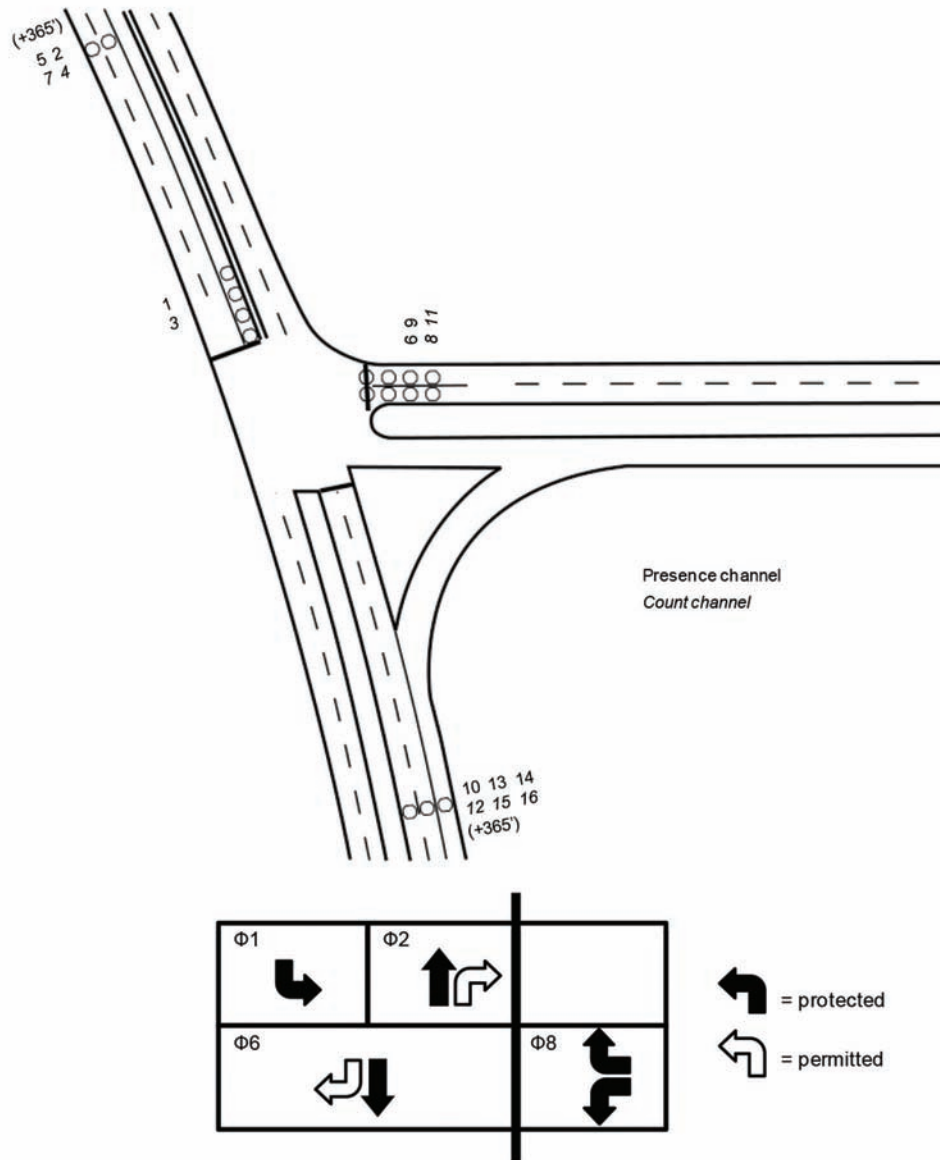 (+365')
5 2
7 4
1
3
6 9
8 11
Presence channel
Count channel
10 13 14
12 15 16
(+365')
Φ1
Φ2
= protected
Φ6
Φ8
= permitted